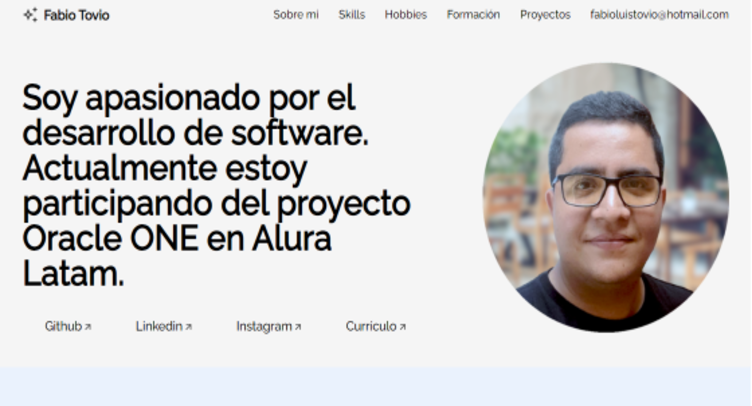 Fabio Tovio
Sobre mi Skills Hobbies Formación Proyectos fabioluistovio@hotmail.com
Soy apasionado por el
desarrollo de software.
Actualmente estoy
participando del proyecto
Oracle ONE en Alura
Latam.
Github Linkedin Instagram Curriculo